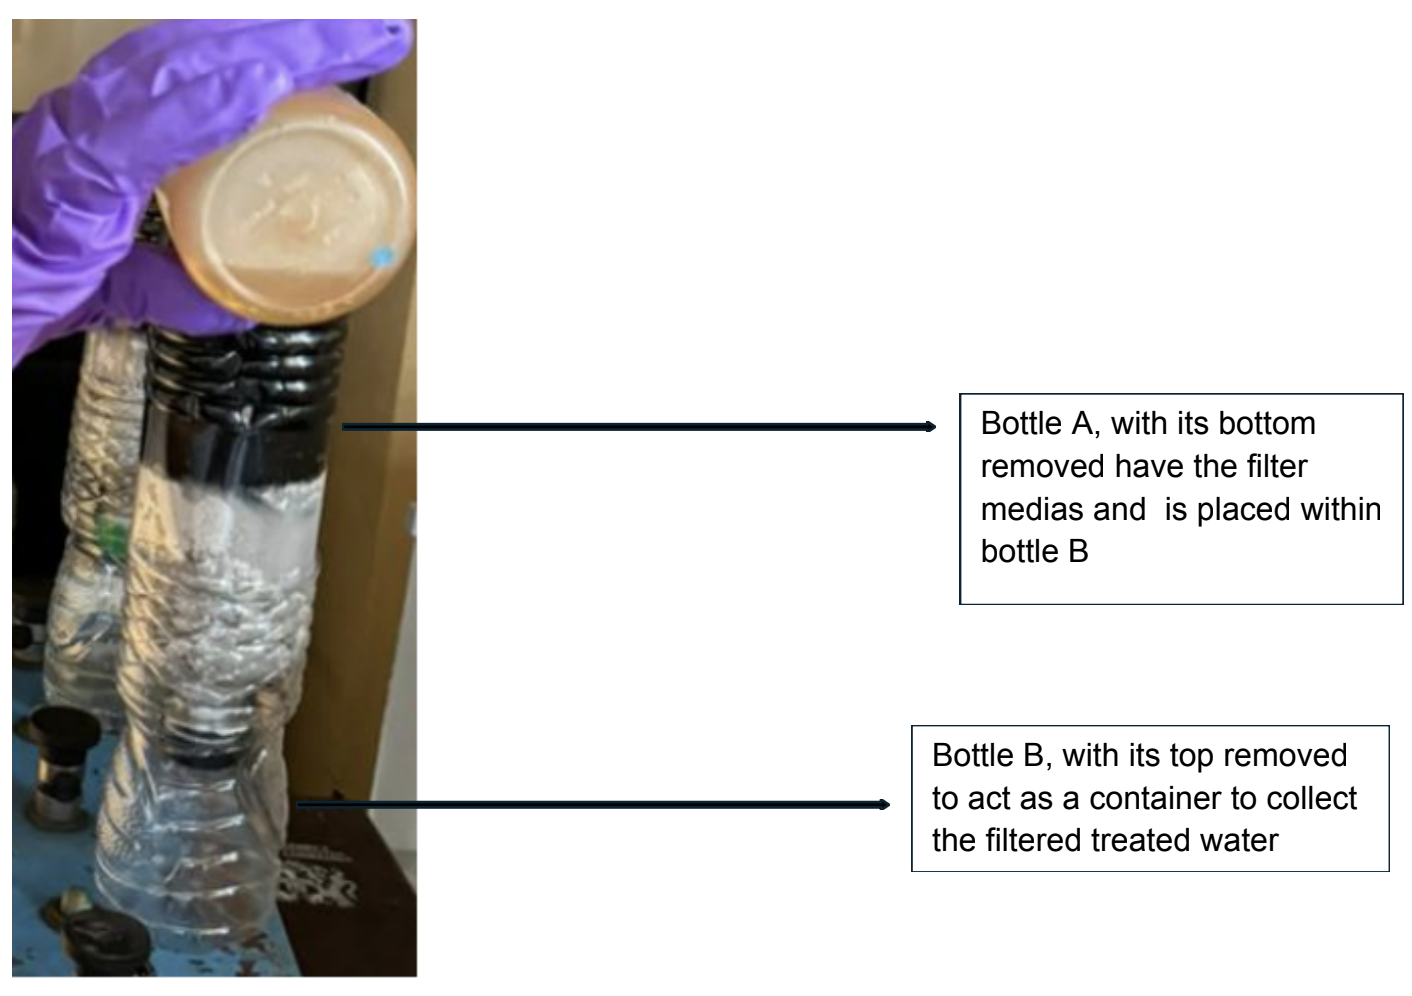 Bottle A, with its bottom
removed have the filter
medias and  is placed within
bottle B
Bottle B, with its top removed
to act as a container to collect
the filtered treated water